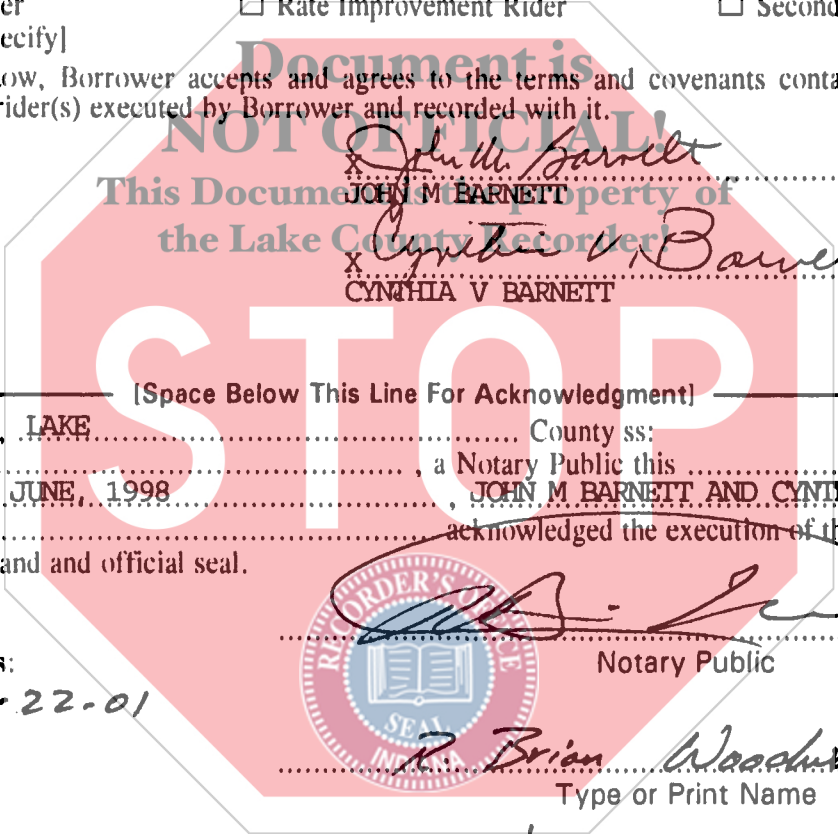 er ☐ Rate Improvement Rider ☐ Second
ecify]
Document is
ow, Borrower accepts and agrees to the terms and covenants conta
rider(s) executed by Borrower and recorded with it.
NOT OFFICIAL!
x John M. Barnett
This Document is the property of
JOHN M BARNETT
the Lake County Recorder!
x Cynthia V. Barne
CYNTHIA V BARNETT
STOP
[Space Below This Line For Acknowledgment]
, LAKE County ss:
, a Notary Public this
JUNE, 1998 , JOHN M BARNETT AND CYNTH
acknowledged the execution of th
and and official seal.
RECORDER'S OFFICE
Notary Public
s:
22-01
SEAL
INDIANA
R. Brian
Type or Print Name